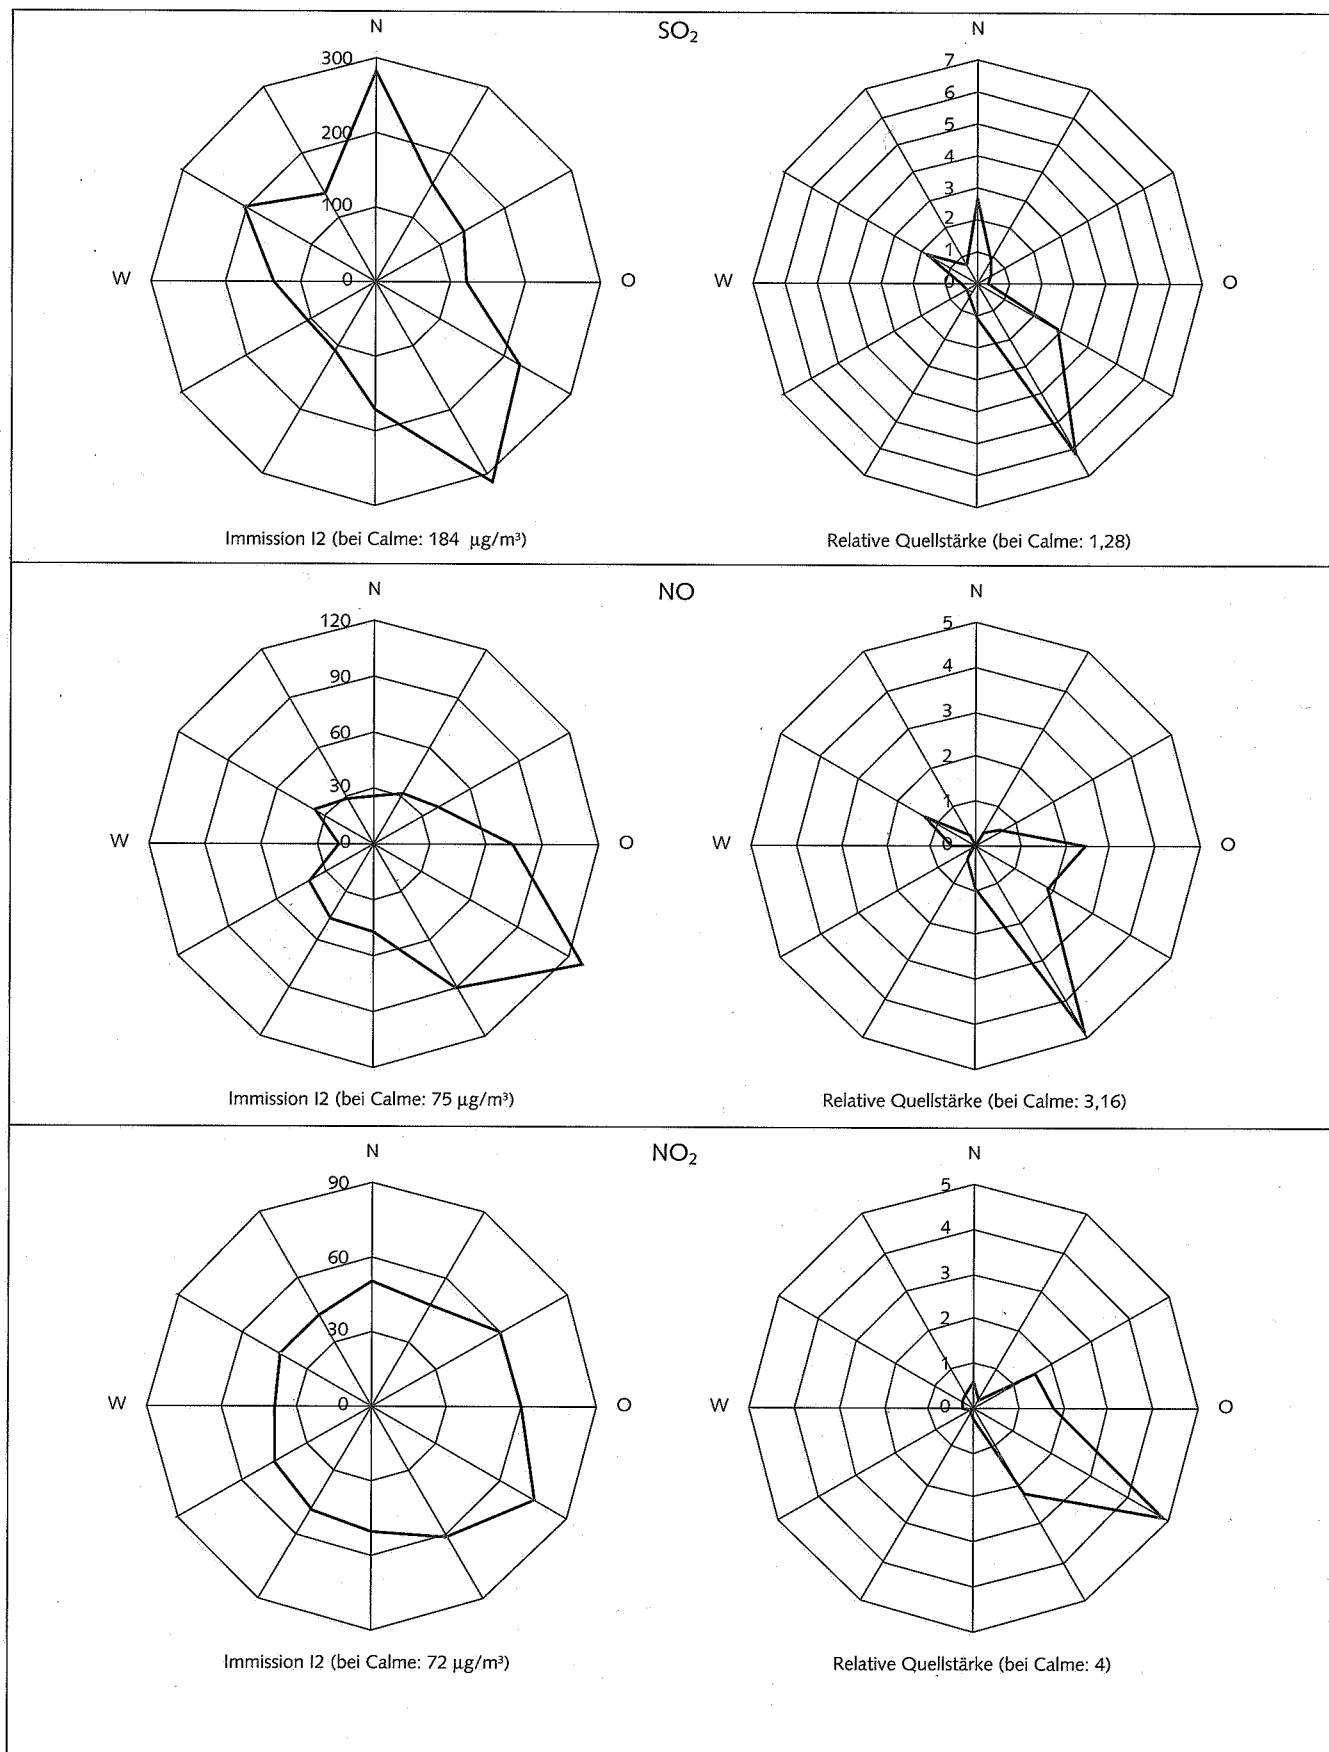 SO₂
N
300
200
100
0
W
O
Immission I2 (bei Calme: 184 µg/m³)
N
7
6
5
4
3
2
1
0
W
O
Relative Quellstärke (bei Calme: 1,28)
NO
N
120
90
60
30
0
W
O
Immission I2 (bei Calme: 75 µg/m³)
N
5
4
3
2
1
0
W
O
Relative Quellstärke (bei Calme: 3,16)
NO₂
N
90
60
30
0
W
O
Immission I2 (bei Calme: 72 µg/m³)
N
5
4
3
2
1
0
W
O
Relative Quellstärke (bei Calme: 4)